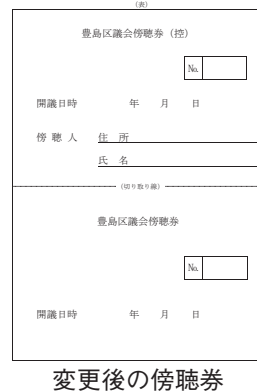 （表）
豊島区議会傍聴券（控）
№
開議日時　　年　月　日
傍 聴 人　住 所
氏 名
（切り取り線）
豊島区議会傍聴券
№
開議日時　　年　月　日
変更後の傍聴券